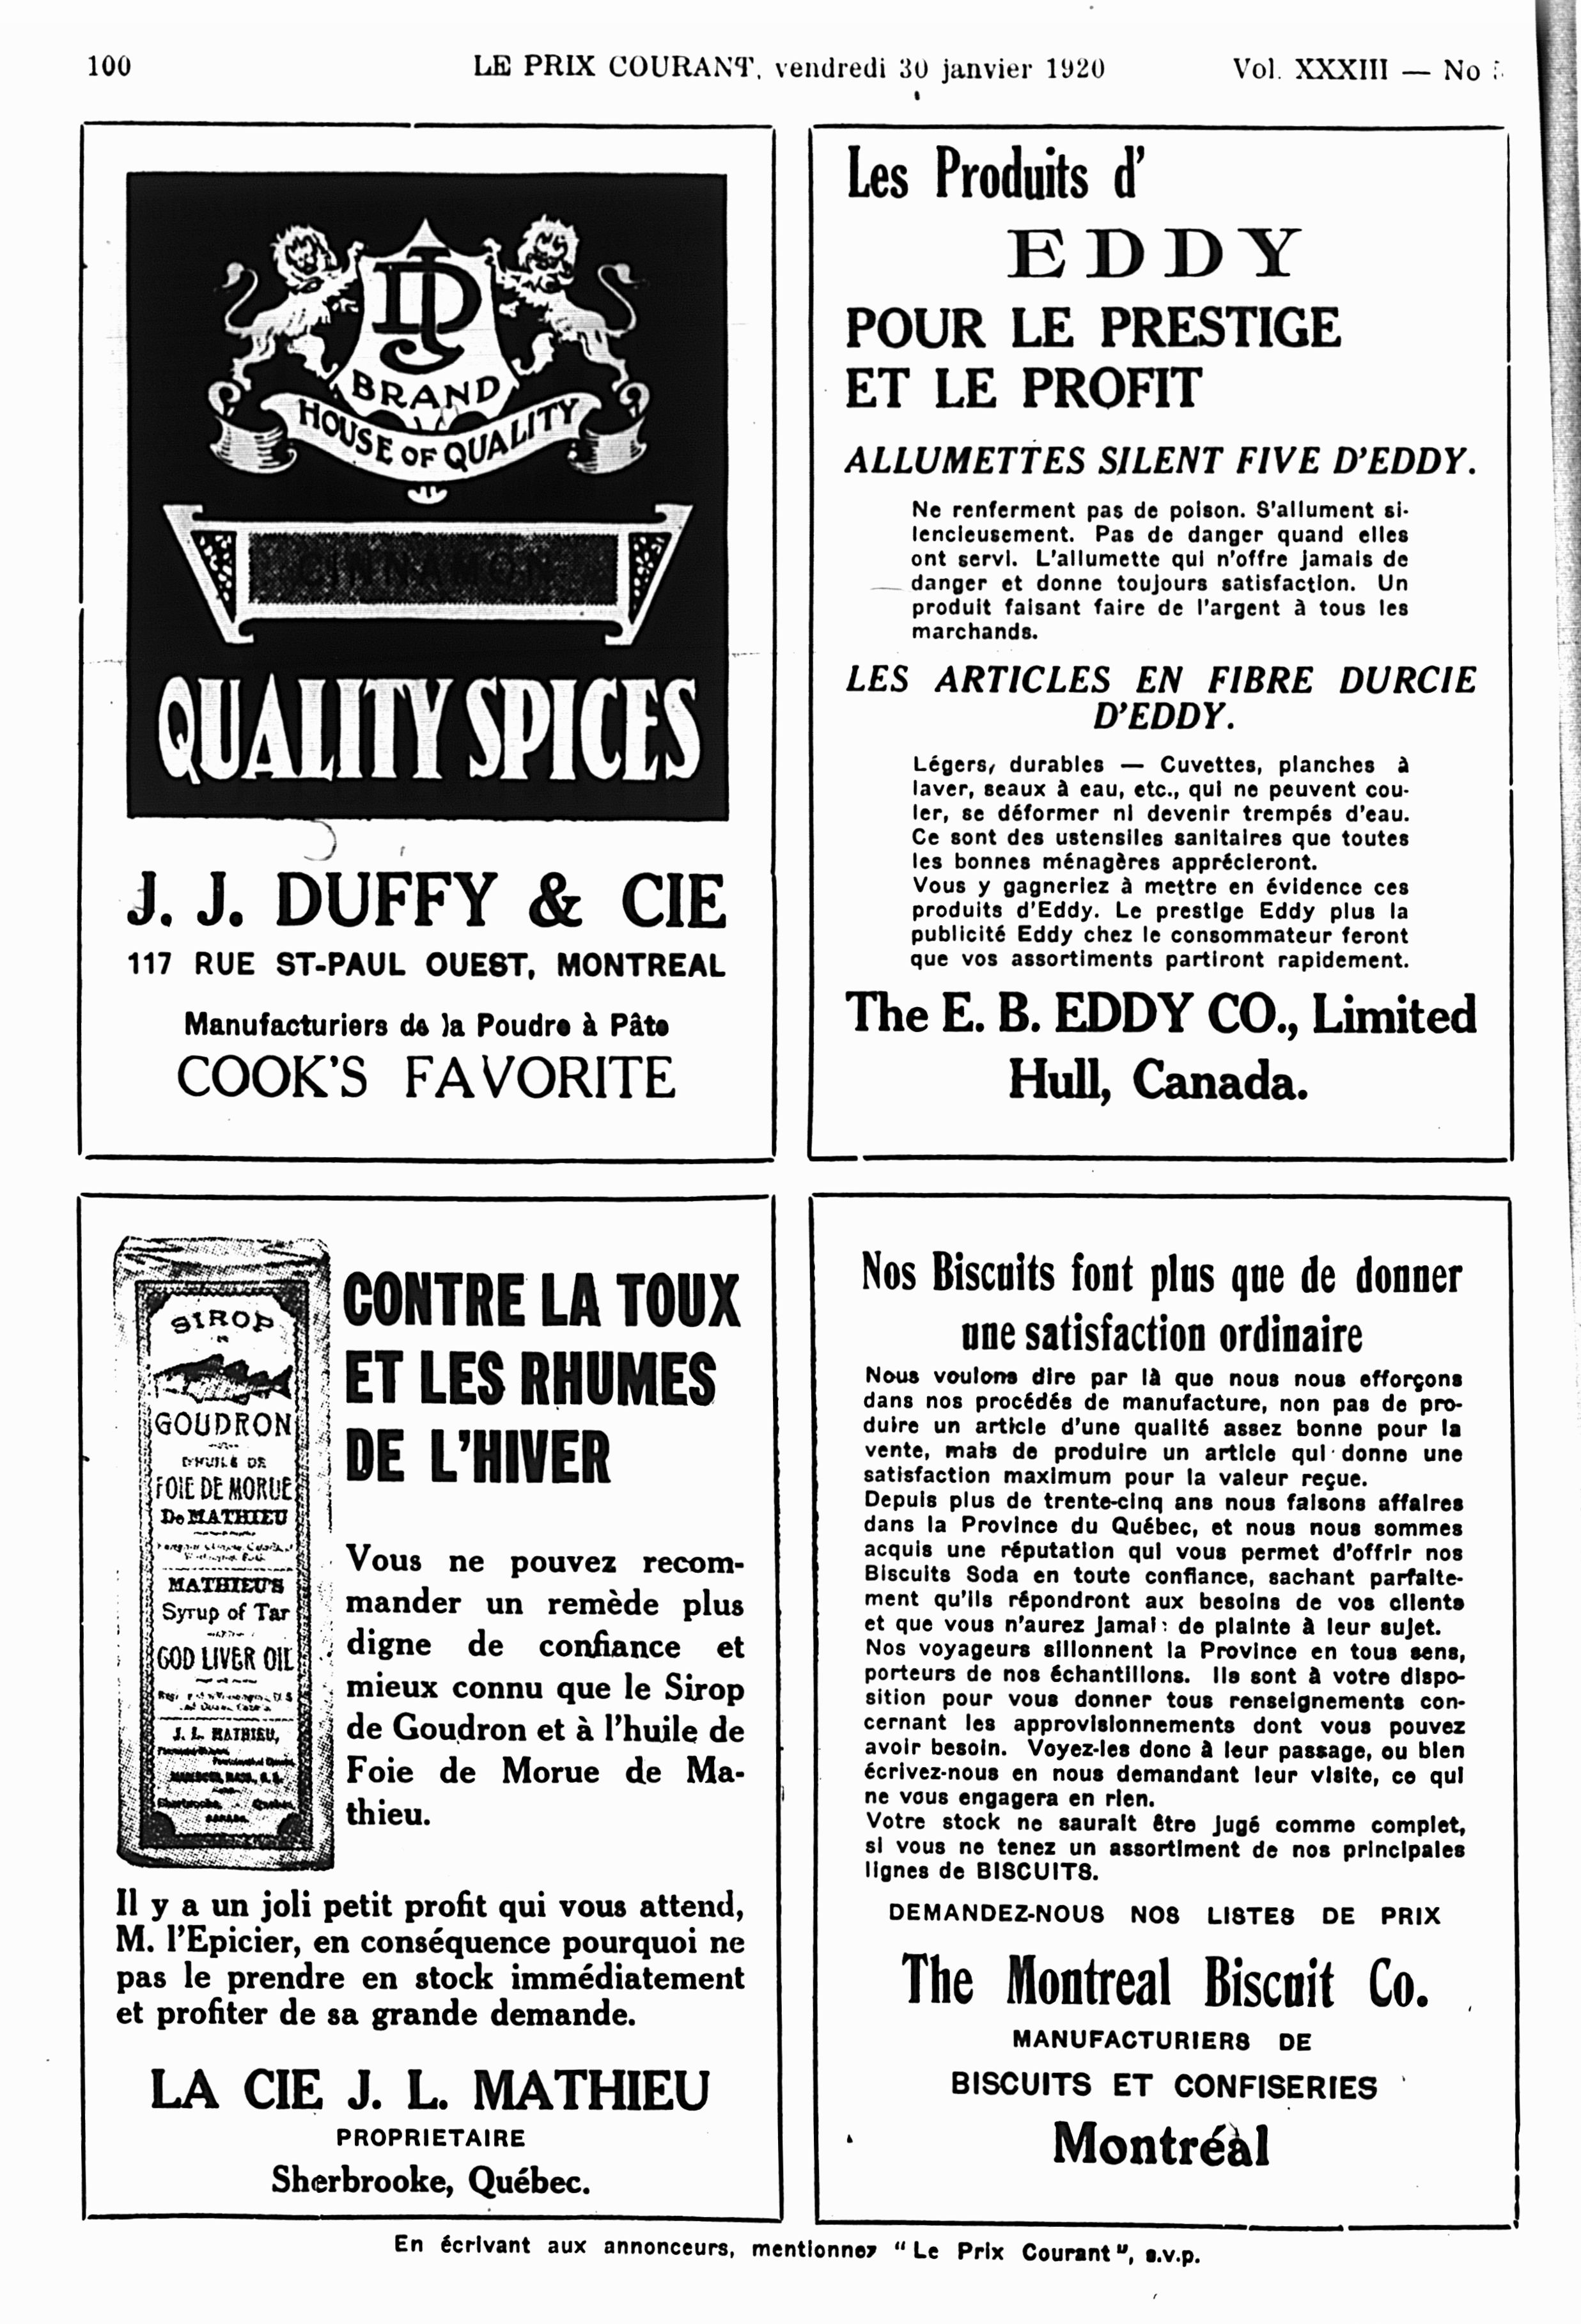 100
LE PRIX COURANT, vendredi 30 janvier 1920
Vol. XXXIII — No
JD
BRAND
HOUSE OF QUALITY
CINNAMON
QUALITY SPICES
J. J. DUFFY & CIE
117 RUE ST-PAUL OUEST, MONTREAL
Manufacturiers de la Poudre à Pâte
COOK'S FAVORITE
Les Produits d'
EDDY
POUR LE PRESTIGE
ET LE PROFIT
ALLUMETTES SILENT FIVE D'EDDY.
Ne renferment pas de poison. S'allument si-
lencieusement. Pas de danger quand elles
ont servi. L'allumette qui n'offre jamais de
danger et donne toujours satisfaction. Un
produit faisant faire de l'argent à tous les
marchands.
LES ARTICLES EN FIBRE DURCIE
D'EDDY.
Légers, durables — Cuvettes, planches à
laver, seaux à eau, etc., qui ne peuvent cou-
ler, se déformer ni devenir trempés d'eau.
Ce sont des ustensiles sanitaires que toutes
les bonnes ménagères apprécieront.
Vous y gagneriez à mettre en évidence ces
produits d'Eddy. Le prestige Eddy plus la
publicité Eddy chez le consommateur feront
que vos assortiments partiront rapidement.
The E. B. EDDY CO., Limited
Hull, Canada.
SIROP
GOUDRON
D'HUILE DE
FOIE DE MORUE
De MATHIEU
MATHIEU'S
Syrup of Tar
COD LIVER OIL
J. L. MATHIEU,
CONTRE LA TOUX
ET LES RHUMES
DE L'HIVER
Vous ne pouvez recom-
mander un remède plus
digne de confiance et
mieux connu que le Sirop
de Goudron et à l'huile de
Foie de Morue de Ma-
thieu.
Il y a un joli petit profit qui vous attend,
M. l'Epicier, en conséquence pourquoi ne
pas le prendre en stock immédiatement
et profiter de sa grande demande.
LA CIE J. L. MATHIEU
PROPRIETAIRE
Sherbrooke, Québec.
Nos Biscuits font plus que de donner
une satisfaction ordinaire
Nous voulons dire par là que nous nous efforçons
dans nos procédés de manufacture, non pas de pro-
duire un article d'une qualité assez bonne pour la
vente, mais de produire un article qui donne une
satisfaction maximum pour la valeur reçue.
Depuis plus de trente-cinq ans nous faisons affaires
dans la Province du Québec, et nous nous sommes
acquis une réputation qui vous permet d'offrir nos
Biscuits Soda en toute confiance, sachant parfaite-
ment qu'ils répondront aux besoins de vos clients
et que vous n'aurez jamais de plainte à leur sujet.
Nos voyageurs sillonnent la Province en tous sens,
porteurs de nos échantillons. Ils sont à votre dispo-
sition pour vous donner tous renseignements con-
cernant les approvisionnements dont vous pouvez
avoir besoin. Voyez-les donc à leur passage, ou bien
écrivez-nous en nous demandant leur visite, ce qui
ne vous engagera en rien.
Votre stock ne saurait être jugé comme complet,
si vous ne tenez un assortiment de nos principales
lignes de BISCUITS.
DEMANDEZ-NOUS NOS LISTES DE PRIX
The Montreal Biscuit Co.
MANUFACTURIERS DE
BISCUITS ET CONFISERIES
Montréal
En écrivant aux annonceurs, mentionnez "Le Prix Courant", s.v.p.